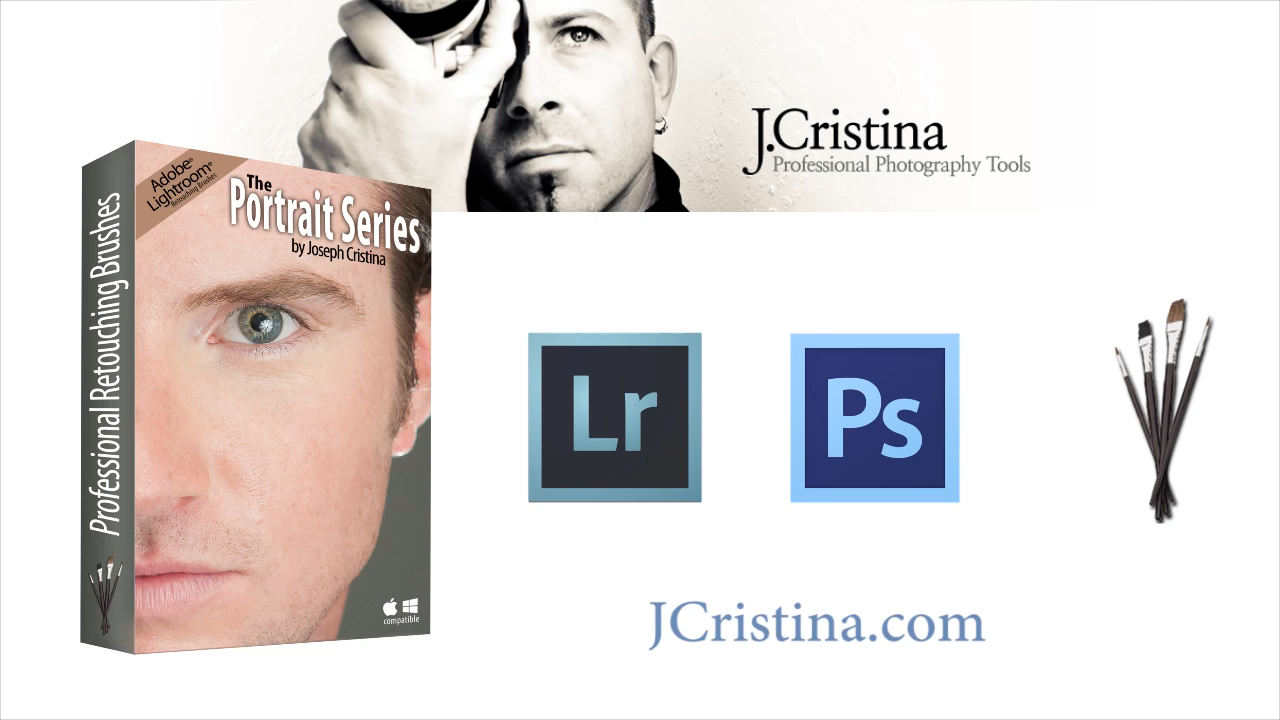 J.Cristina
Professional Photography Tools
Adobe®
Lightroom®
Retouching Brushes
The
Portrait Series
by Joseph Cristina
Professional Retouching Brushes
Lr
Ps
compatible
JCristina.com